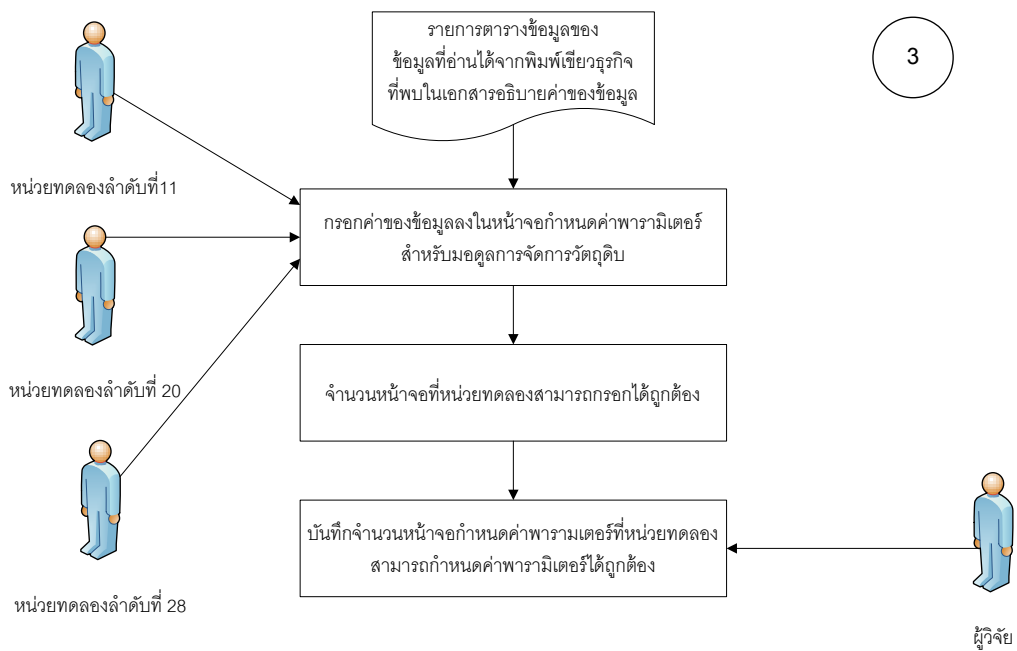 รายการตารางข้อมูลของ
ข้อมูลที่อ่านได้จากพิมพ์เขียวธุรกิจ
ที่พบในเอกสารอธิบายค่าของข้อมูล
3
หน่วยทดลองลำดับที่11
กรอกค่าของข้อมูลลงในหน้าจอกำหนดค่าพารามิเตอร์
สำหรับมอดูลการจัดการวัตถุดิบ
หน่วยทดลองลำดับที่ 20
จำนวนหน้าจอที่หน่วยทดลองสามารถกรอกได้ถูกต้อง
บันทึกจำนวนหน้าจอกำหนดค่าพารามเตอร์ที่หน่วยทดลอง
สามารถกำหนดค่าพารามิเตอร์ได้ถูกต้อง
หน่วยทดลองลำดับที่ 28
ผู้วิจัย